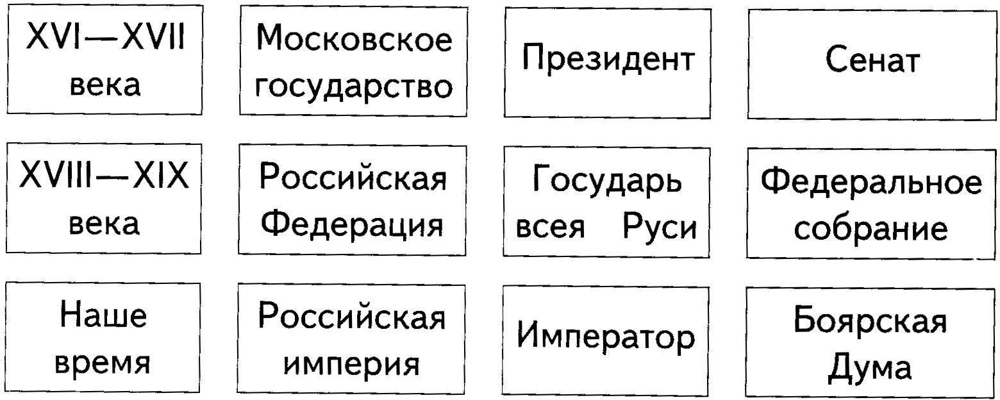 XVI—XVII
века
Московское
государство
Президент
Сенат
XVIII—XIX
века
Российская
Федерация
Государь
всея Руси
Федеральное
собрание
Наше
время
Российская
империя
Император
Боярская
Дума